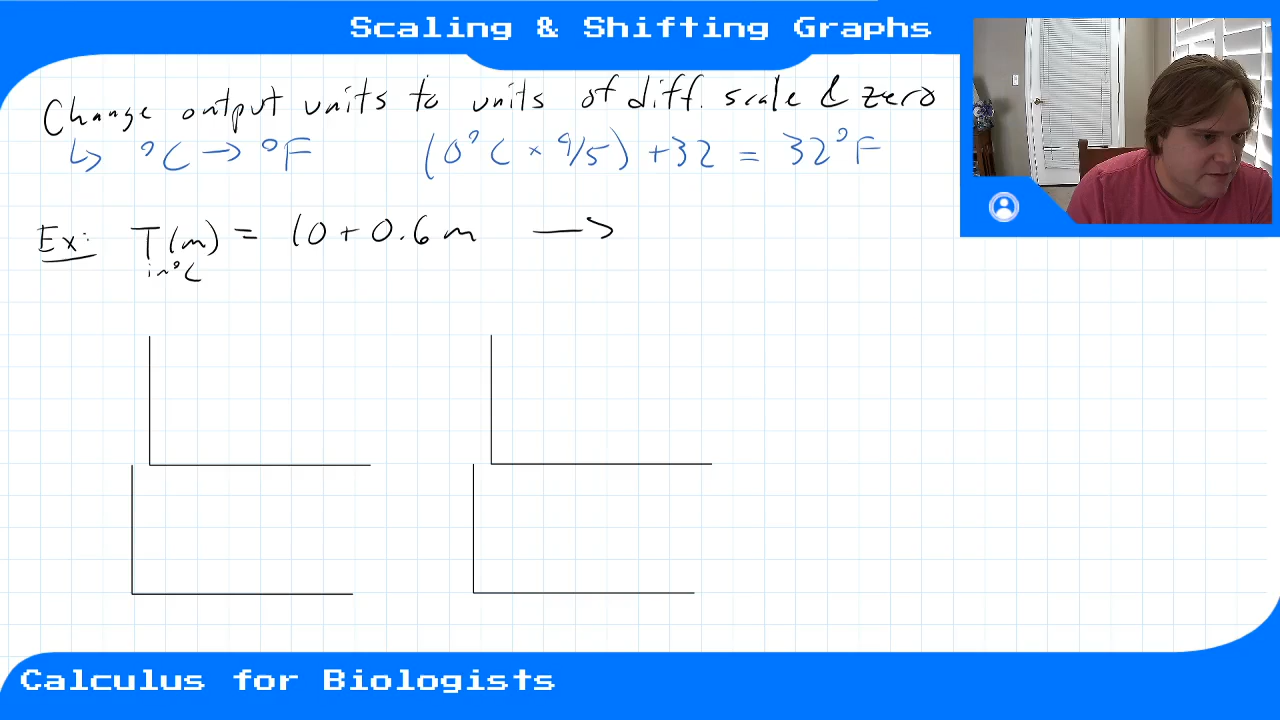 Scaling & Shifting Graphs
Change output units to units of diff. scale & zero
↳ °C → °F (0°C × 9/5) + 32 = 32°F
Ex: T(m) = 10 + 0.6m →
in °C
Calculus for Biologists